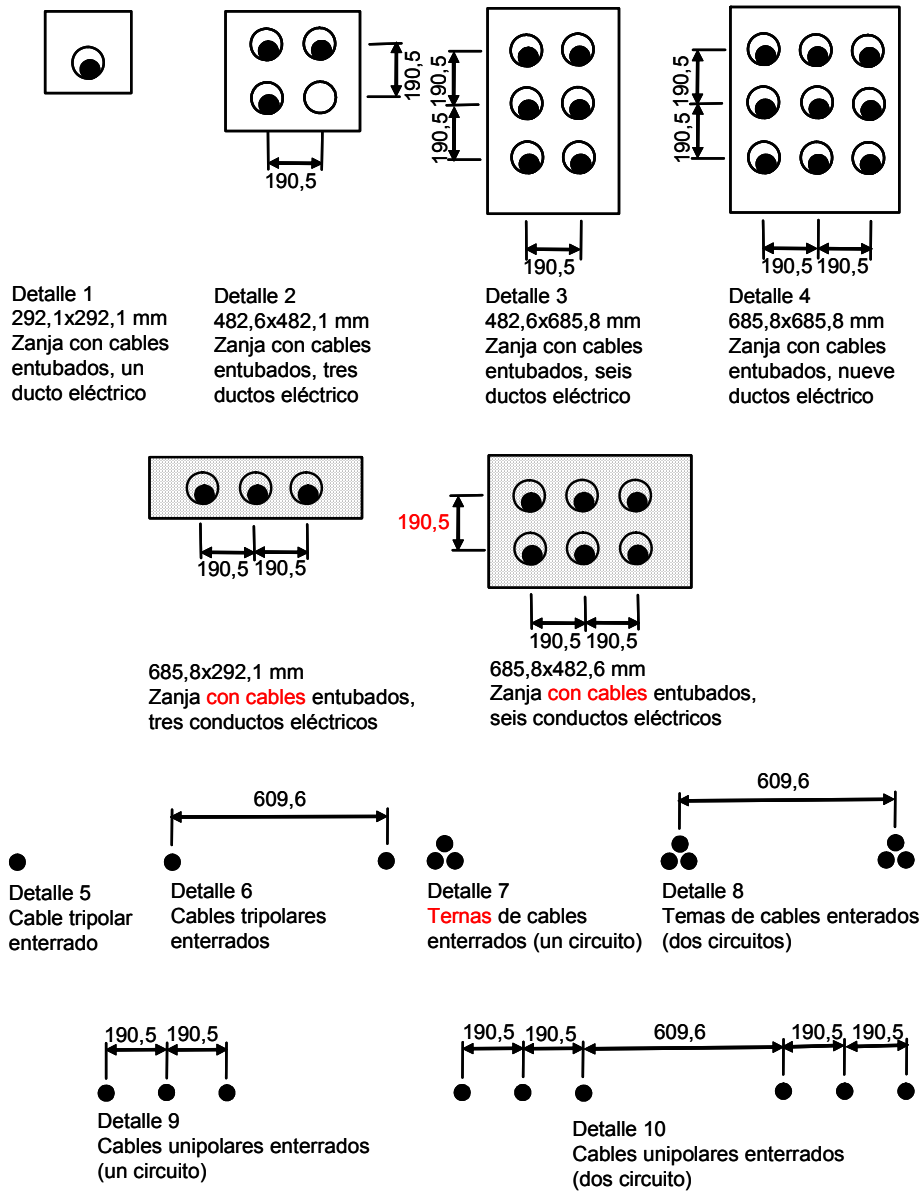 190,5
190,5
190,5
190,5
190,5
190,5
190,5
190,5 190,5
Detalle 1
292,1x292,1 mm
Zanja con cables
entubados, un
ducto eléctrico
Detalle 2
482,6x482,1 mm
Zanja con cables
entubados, tres
ductos eléctrico
Detalle 3
482,6x685,8 mm
Zanja con cables
entubados, seis
ductos eléctrico
Detalle 4
685,8x685,8 mm
Zanja con cables
entubados, nueve
ductos eléctrico
190,5 190,5
190,5
190,5 190,5
685,8x292,1 mm
Zanja con cables entubados,
tres conductos eléctricos
685,8x482,6 mm
Zanja con cables entubados,
seis conductos eléctricos
609,6
609,6
Detalle 5
Cable tripolar
enterrado
Detalle 6
Cables tripolares
enterrados
Detalle 7
Ternas de cables
enterrados (un circuito)
Detalle 8
Temas de cables enterados
(dos circuitos)
190,5 190,5
190,5 190,5 609,6 190,5 190,5
Detalle 9
Cables unipolares enterrados
(un circuito)
Detalle 10
Cables unipolares enterrados
(dos circuito)